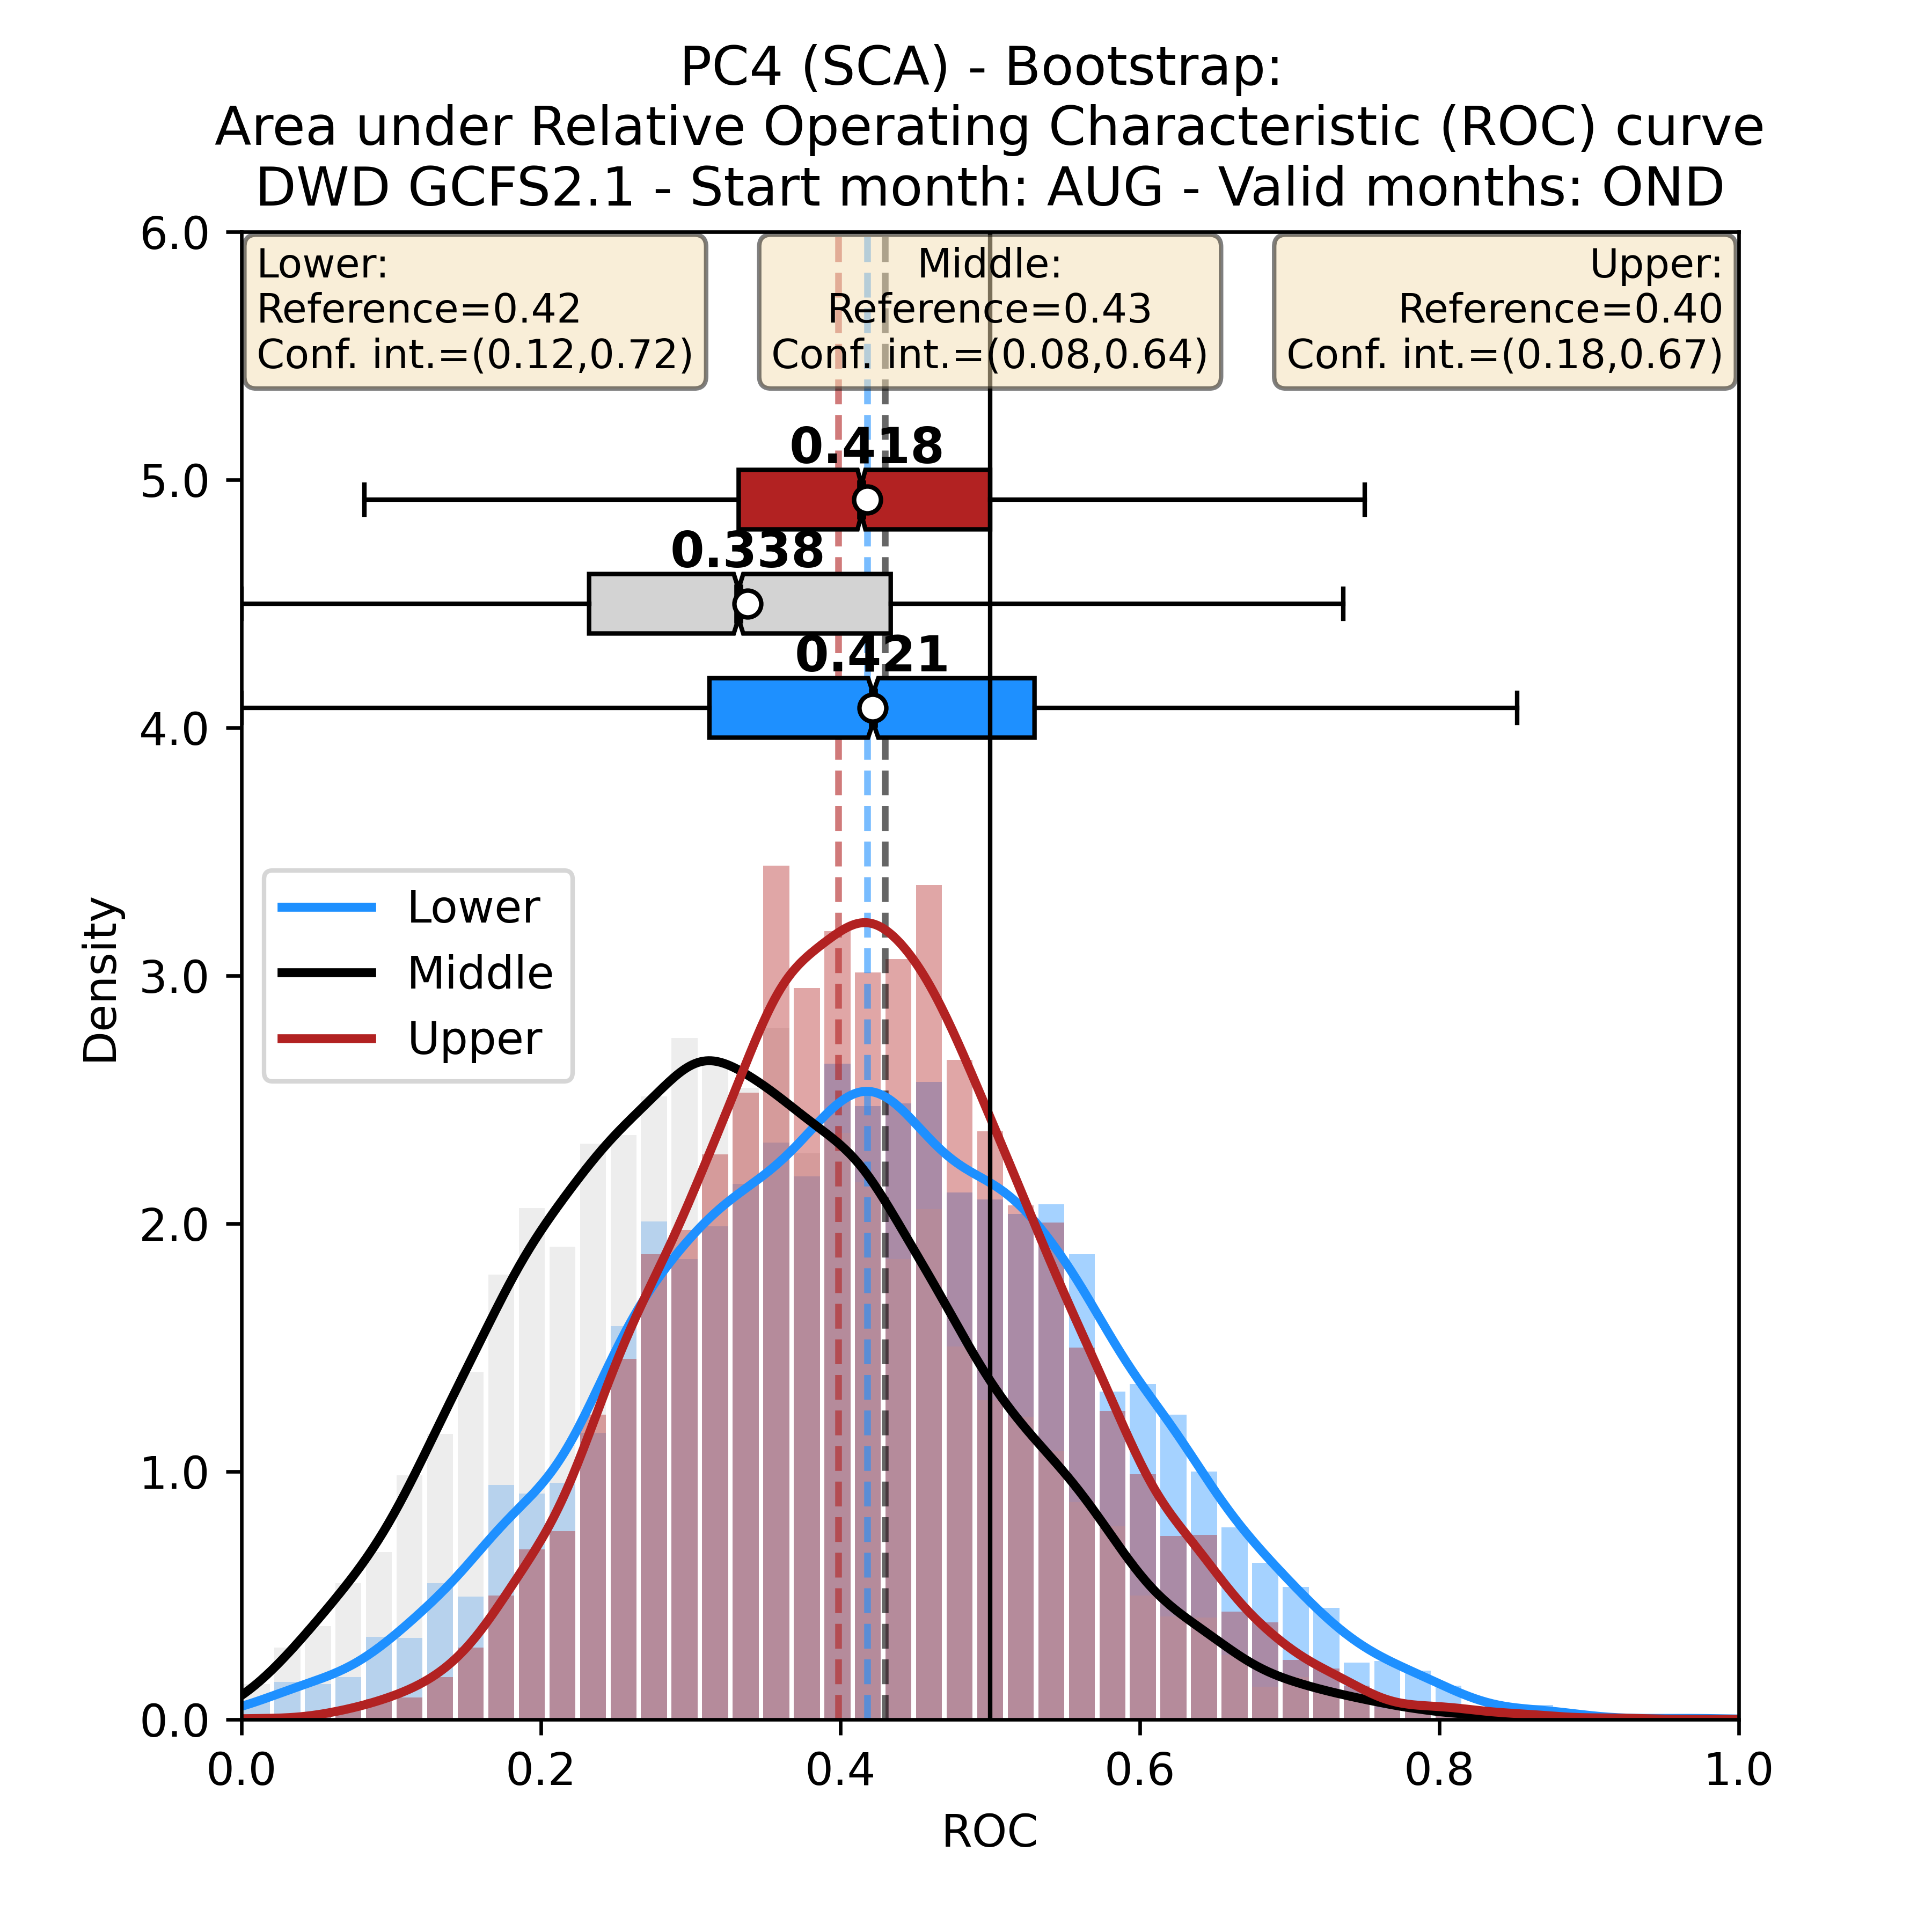 PC4 (SCA) - Bootstrap:
Area under Relative Operating Characteristic (ROC) curve
DWD GCFS2.1 - Start month: AUG - Valid months: OND
6.0
Lower:
Reference=0.42
Conf. int.=(0.12,0.72)
Middle:
Reference=0.43
Conf. int.=(0.08,0.64)
Upper:
Reference=0.40
Conf. int.=(0.18,0.67)
0.418
5.0
0.338
0.421
4.0
Density
Lower
Middle
Upper
3.0
2.0
1.0
0.0
0.0
0.2
0.4
0.6
0.8
1.0
ROC